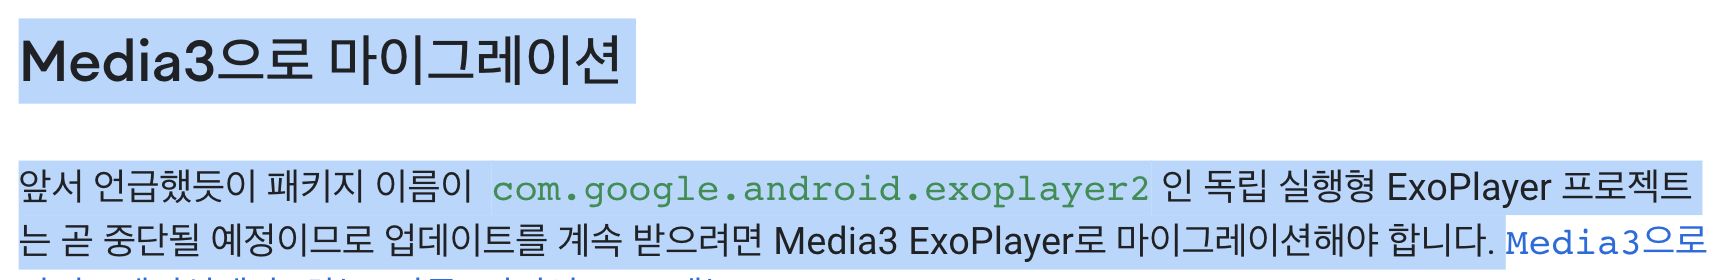 Media3으로 마이그레이션
앞서 언급했듯이 패키지 이름이 com.google.android.exoplayer2 인 독립 실행형 ExoPlayer 프로젝트
는 곧 중단될 예정이므로 업데이트를 계속 받으려면 Media3 ExoPlayer로 마이그레이션해야 합니다. Media3으로